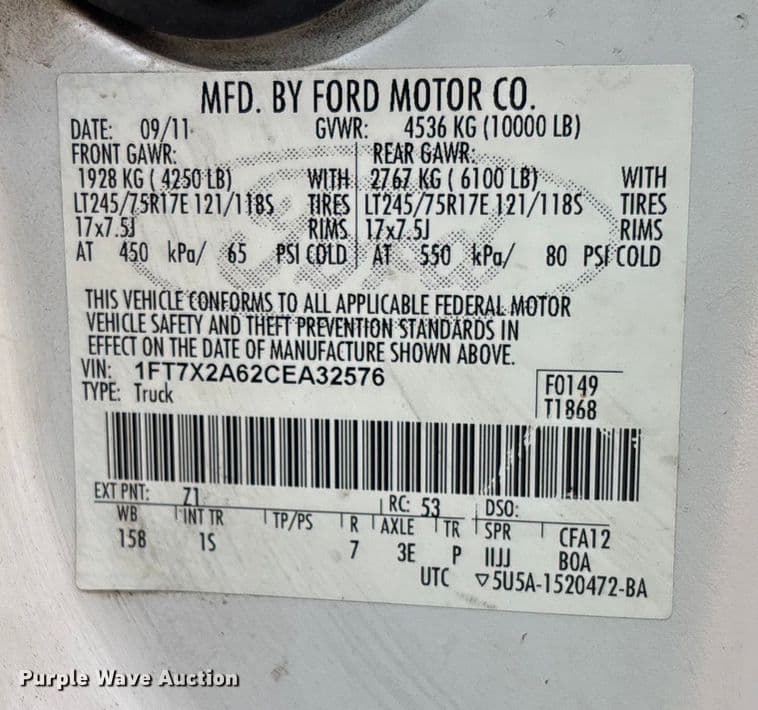 MFD. BY FORD MOTOR CO.
DATE: 09/11 GVWR: 4536 KG (10000 LB)
FRONT GAWR: REAR GAWR:
1928 KG ( 4250 LB) WITH 2767 KG ( 6100 LB) WITH
LT245/75R17E 121/118S TIRES LT245/75R17E 121/118S TIRES
17x7.5J RIMS 17x7.5J RIMS
AT 450 kPa/ 65 PSI COLD AT 550 kPa/ 80 PSI COLD
Ford
THIS VEHICLE CONFORMS TO ALL APPLICABLE FEDERAL MOTOR
VEHICLE SAFETY AND THEFT PREVENTION STANDARDS IN
EFFECT ON THE DATE OF MANUFACTURE SHOWN ABOVE.
VIN: 1FT7X2A62CEA32576
TYPE: Truck
F0149
T1868
EXT PNT: Z1 RC: 53 DSO:
WB INT TR TP/PS R AXLE TR SPR CFA12
158 1S 7 3E P IIJJ BOA
UTC ▽5U5A-1520472-BA
Purple Wave Auction